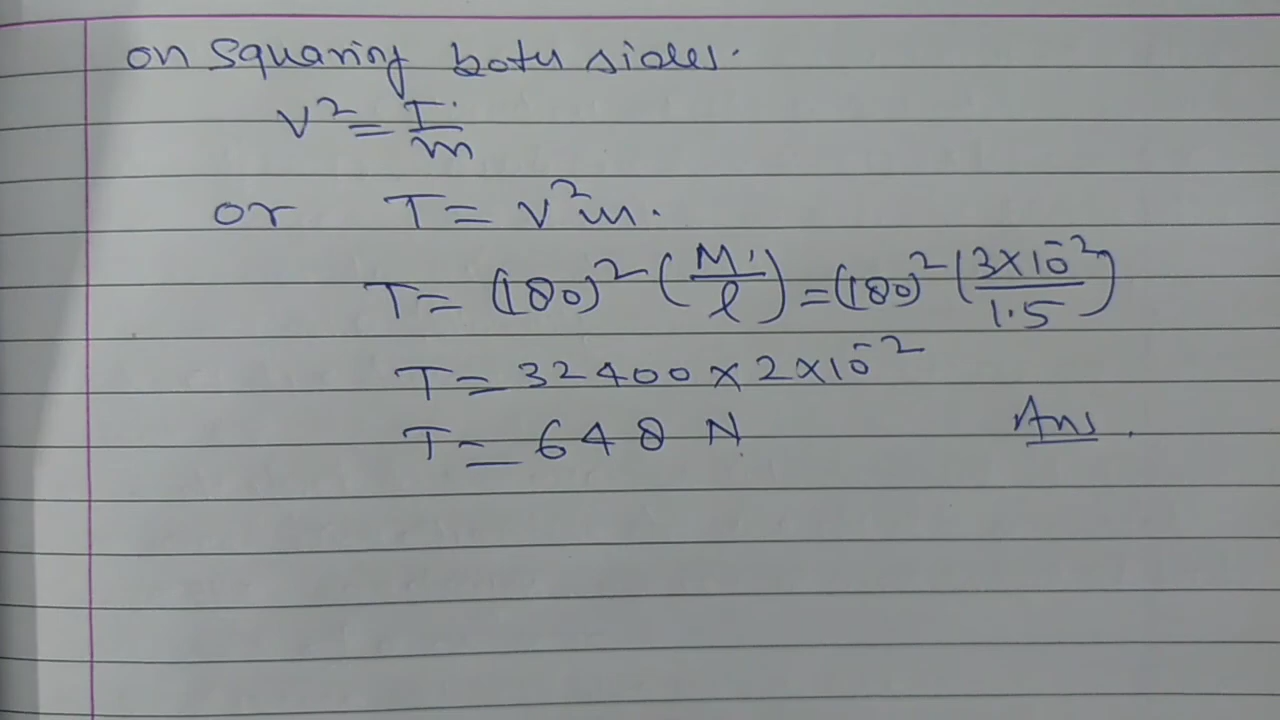 on squaring both sides.
V² = T/m
or T = v²m.
T = (180)² (M/l) = (180)² (3×10⁻²/1.5)
T = 32400 × 2×10⁻²
T = 648 N Ans.